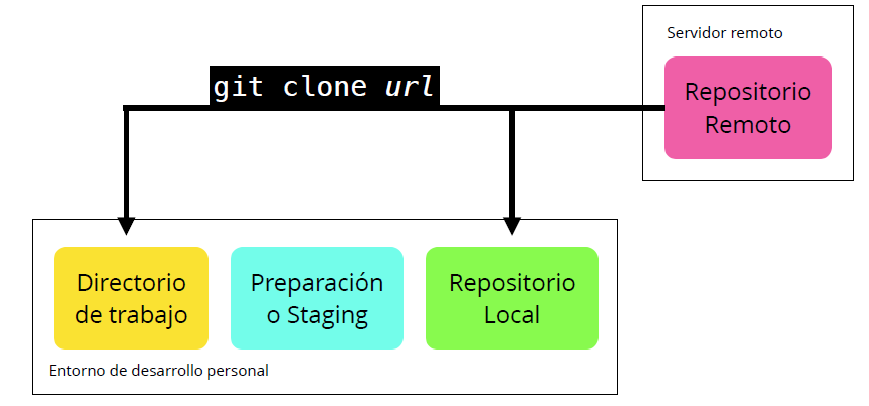 Servidor remoto
git clone url
Repositorio
Remoto
Directorio
de trabajo
Preparación
o Staging
Repositorio
Local
Entorno de desarrollo personal